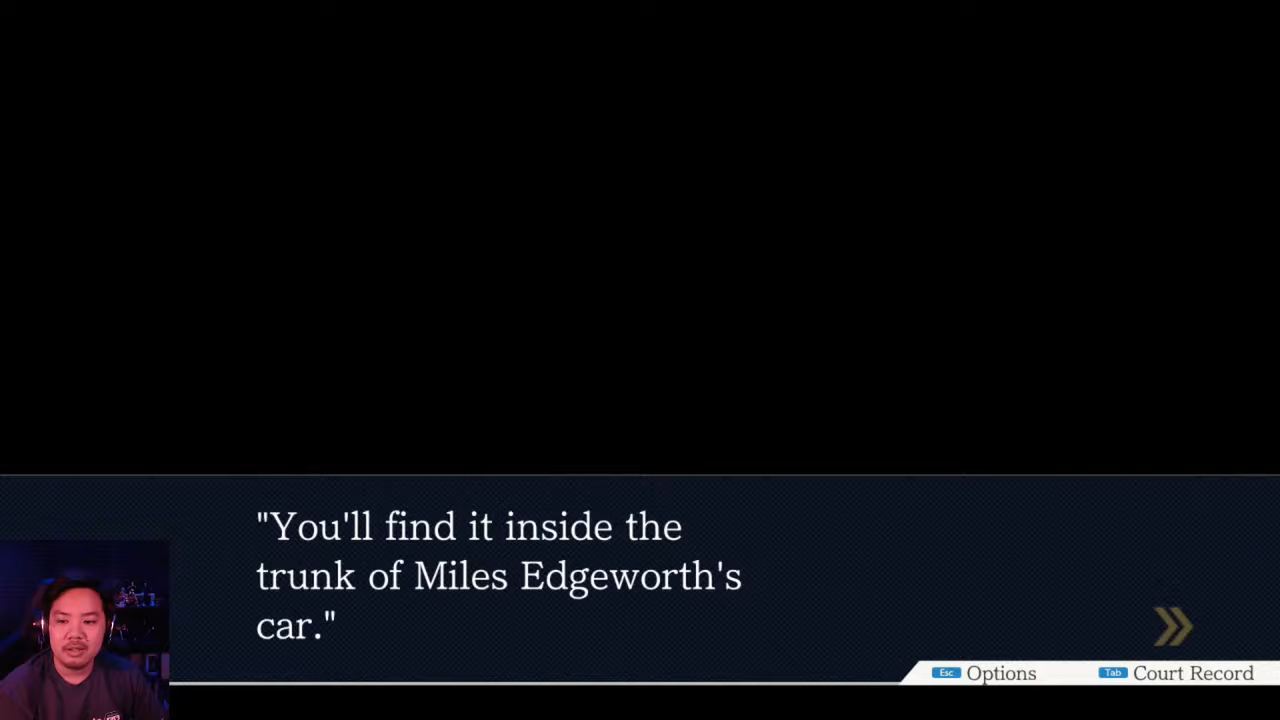 "You'll find it inside the
trunk of Miles Edgeworth's
car."
Esc Options Tab Court Record